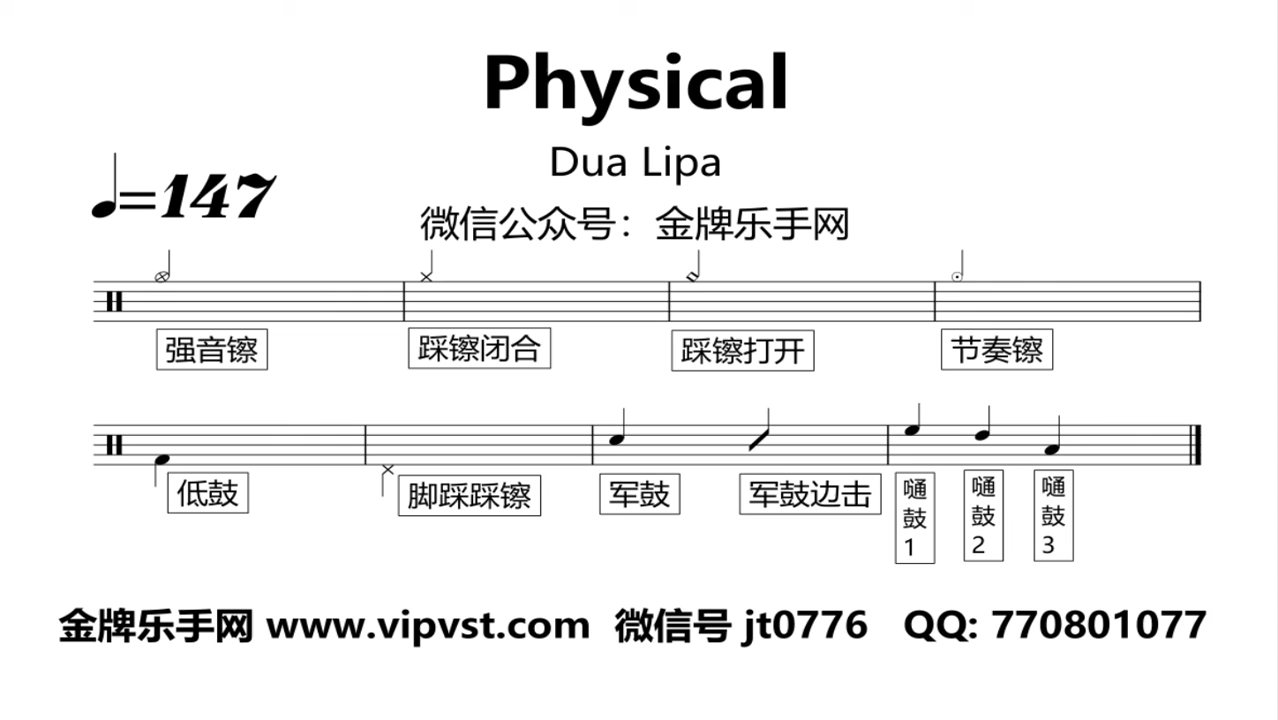 Physical
Dua Lipa
♩=147
微信公众号：金牌乐手网
强音镲 踩镲闭合 踩镲打开 节奏镲
低鼓 脚踩踩镲 军鼓 军鼓边击 嗵鼓1 嗵鼓2 嗵鼓3
金牌乐手网 www.vipvst.com 微信号 jt0776 QQ: 770801077